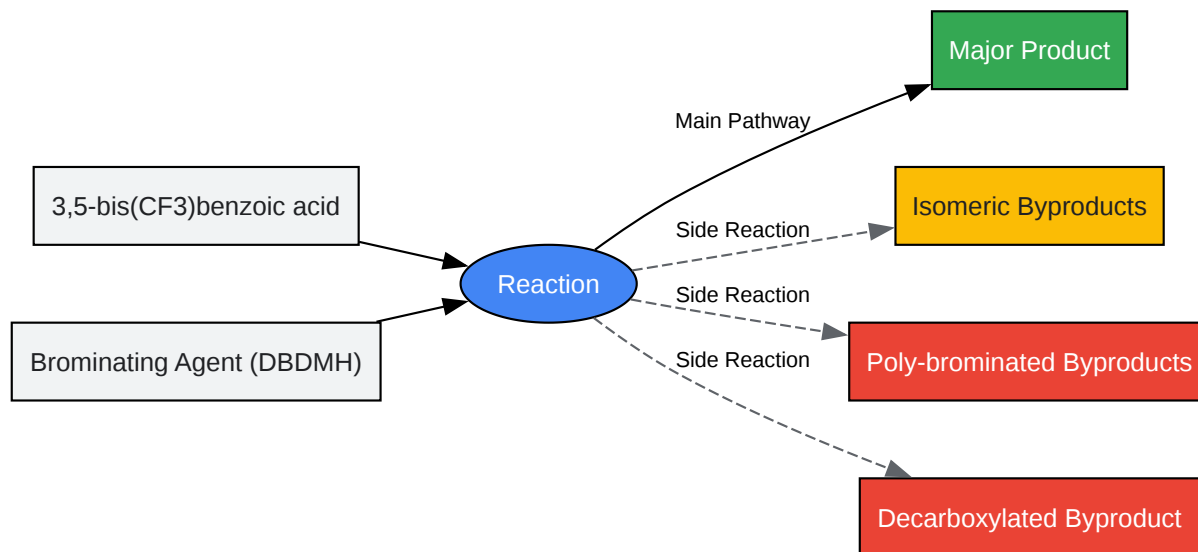 Major Product
Main Pathway
3,5-bis(CF3)benzoic acid
Isomeric Byproducts
Side Reaction
Reaction
Side Reaction
Brominating Agent (DBDMH)
Side Reaction
Poly-brominated Byproducts
Decarboxylated Byproduct